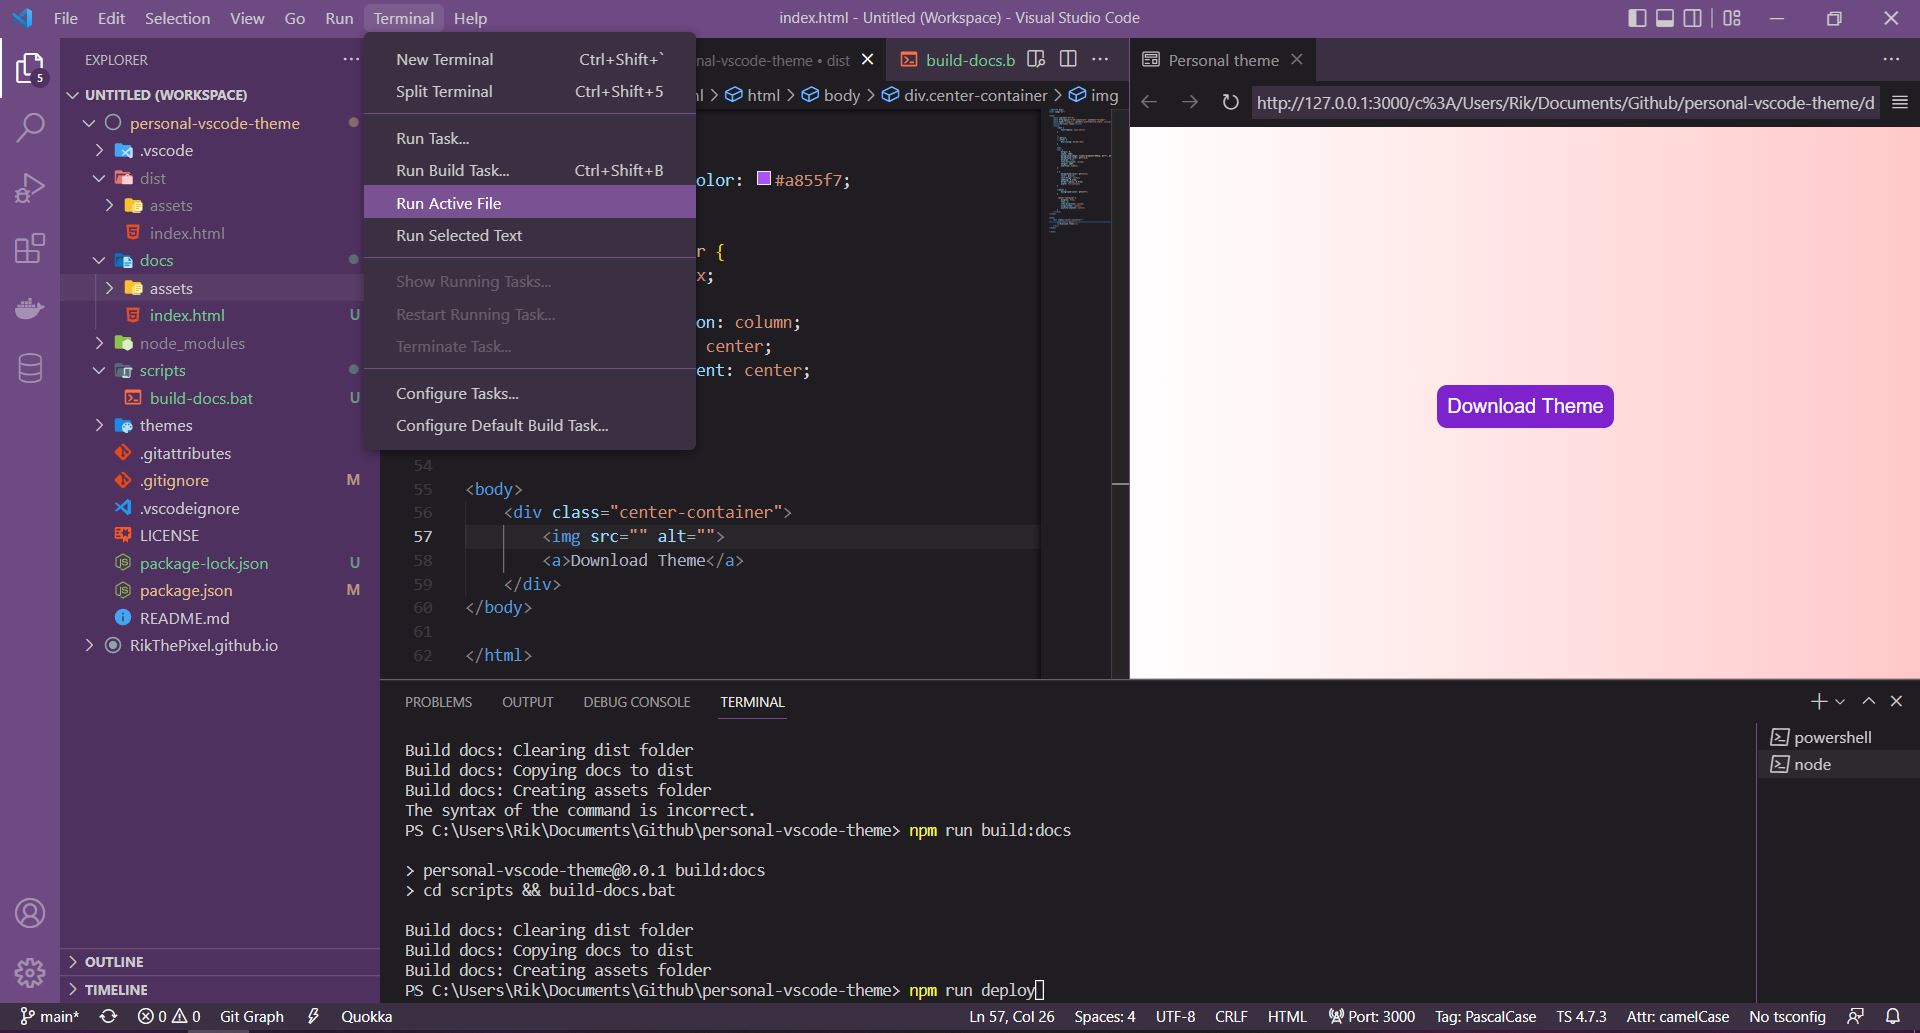 File Edit Selection View Go Run Terminal Help
index.html - Untitled (Workspace) - Visual Studio Code
EXPLORER
5
UNTITLED (WORKSPACE)
personal-vscode-theme
.vscode
dist
assets
index.html
docs
assets
index.html U
node_modules
scripts
build-docs.bat U
themes
.gitattributes
.gitignore M
.vscodeignore
LICENSE
package-lock.json U
package.json M
README.md
RikThePixel.github.io
OUTLINE
TIMELINE
New Terminal Ctrl+Shift+`
Split Terminal Ctrl+Shift+5
Run Task...
Run Build Task... Ctrl+Shift+B
Run Active File
Run Selected Text
Show Running Tasks...
Restart Running Task...
Terminate Task...
Configure Tasks...
Configure Default Build Task...
nal-vscode-theme • dist
build-docs.b
html > body > div.center-container > img
olor: #a855f7;
r {
x;
on: column;
center;
ent: center;
54
55 <body>
56 <div class="center-container">
57 <img src="" alt="">
58 <a>Download Theme</a>
59 </div>
60 </body>
61
62 </html>
Personal theme
http://127.0.0.1:3000/c%3A/Users/Rik/Documents/Github/personal-vscode-theme/d
Download Theme
PROBLEMS OUTPUT DEBUG CONSOLE TERMINAL
Build docs: Clearing dist folder
Build docs: Copying docs to dist
Build docs: Creating assets folder
The syntax of the command is incorrect.
PS C:\Users\Rik\Documents\Github\personal-vscode-theme> npm run build:docs
> personal-vscode-theme@0.0.1 build:docs
> cd scripts && build-docs.bat
Build docs: Clearing dist folder
Build docs: Copying docs to dist
Build docs: Creating assets folder
PS C:\Users\Rik\Documents\Github\personal-vscode-theme> npm run deploy
powershell
node
main* 0 0 Git Graph Quokka
Ln 57, Col 26 Spaces: 4 UTF-8 CRLF HTML Port: 3000 Tag: PascalCase TS 4.7.3 Attr: camelCase No tsconfig